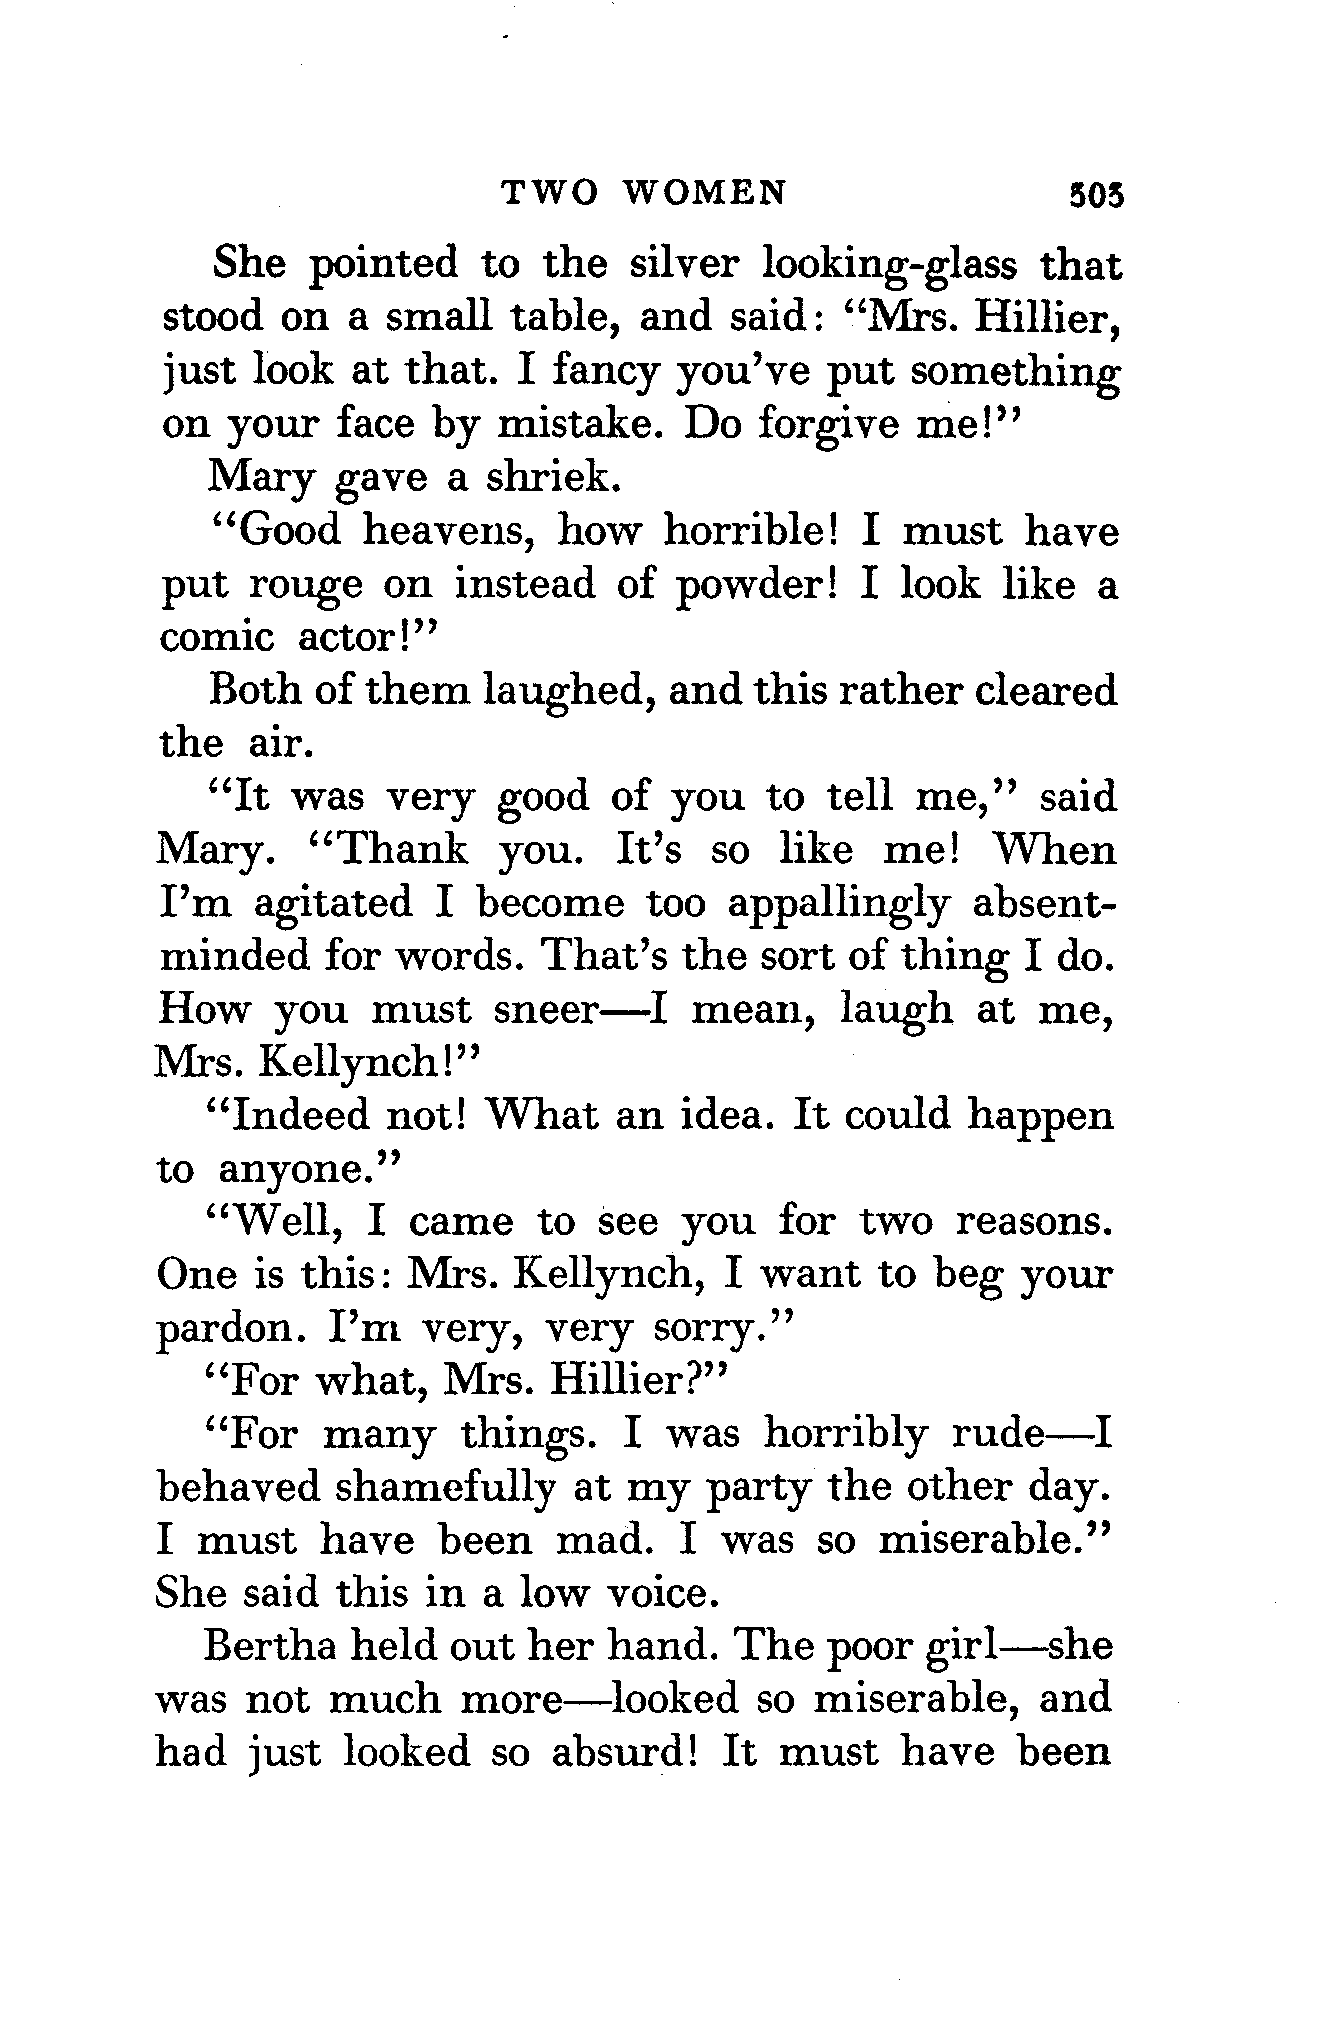 TWO WOMEN 303
She pointed to the silver looking-glass that
stood on a small table, and said: “Mrs. Hillier,
just look at that. I fancy you’ve put something
on your face by mistake. Do forgive me!”
Mary gave a shriek.
“Good heavens, how horrible! I must have
put rouge on instead of powder! I look like a
comic actor!”
Both of them laughed, and this rather cleared
the air.
“It was very good of you to tell me,” said
Mary. “Thank you. It’s so like me! When
I’m agitated I become too appallingly absent-
minded for words. That’s the sort of thing I do.
How you must sneer—I mean, laugh at me,
Mrs. Kellynch!”
“Indeed not! What an idea. It could happen
to anyone.”
“Well, I came to see you for two reasons.
One is this: Mrs. Kellynch, I want to beg your
pardon. I’m very, very sorry.”
“For what, Mrs. Hillier?”
“For many things. I was horribly rude—I
behaved shamefully at my party the other day.
I must have been mad. I was so miserable.”
She said this in a low voice.
Bertha held out her hand. The poor girl—she
was not much more—looked so miserable, and
had just looked so absurd! It must have been